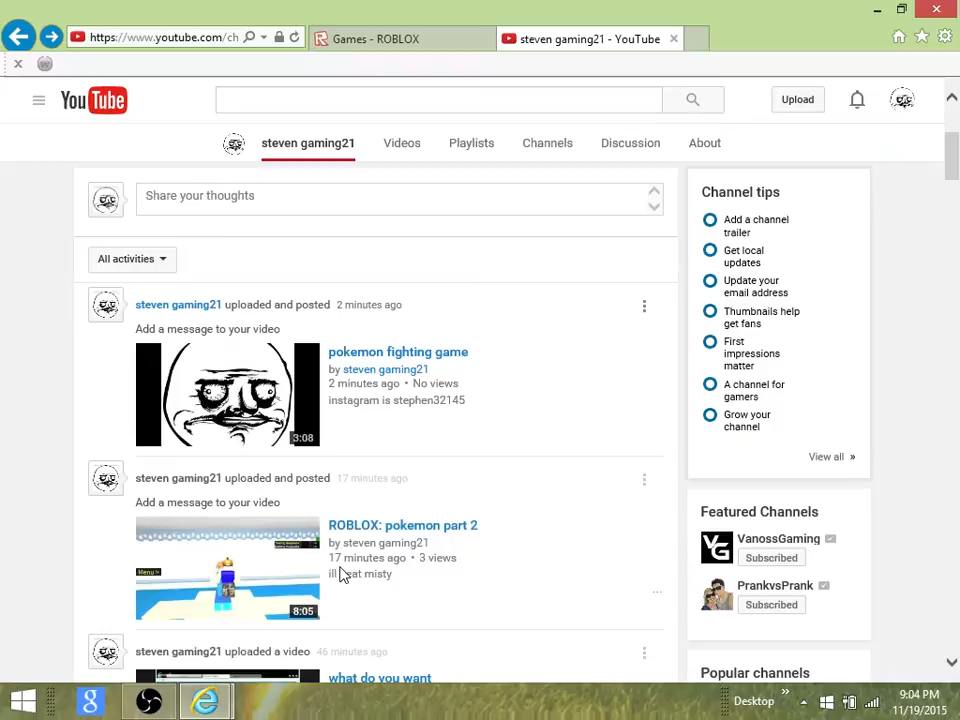 https://www.youtube.com/ch
Games - ROBLOX
steven gaming21 - YouTube
YouTube
Upload
steven gaming21
Videos
Playlists
Channels
Discussion
About
Share your thoughts
All activities
steven gaming21 uploaded and posted 2 minutes ago
Add a message to your video
pokemon fighting game
by steven gaming21
2 minutes ago • No views
instagram is stephen32145
3:08
steven gaming21 uploaded and posted 17 minutes ago
Add a message to your video
ROBLOX: pokemon part 2
by steven gaming21
17 minutes ago • 3 views
misty
Menu>
8:05
steven gaming21 uploaded a video 46 minutes ago
what do you want
Channel tips
Add a channel
trailer
Get local
updates
Update your
email address
Thumbnails help
get fans
First
impressions
matter
A channel for
gamers
Grow your
channel
View all »
Featured Channels
VanossGaming
Subscribed
PrankvsPrank
Subscribed
Popular channels
Desktop
9:04 PM
11/19/2015